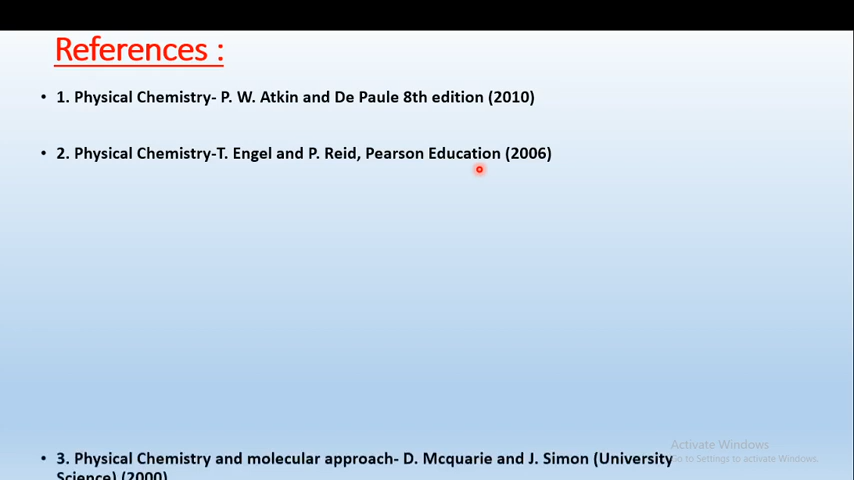 References :
• 1. Physical Chemistry- P. W. Atkin and De Paule 8th edition (2010)
• 2. Physical Chemistry-T. Engel and P. Reid, Pearson Education (2006)
Activate Windows
Go to Settings to activate Windows.
• 3. Physical Chemistry and molecular approach- D. Mcquarie and J. Simon (University
Science) (2000)